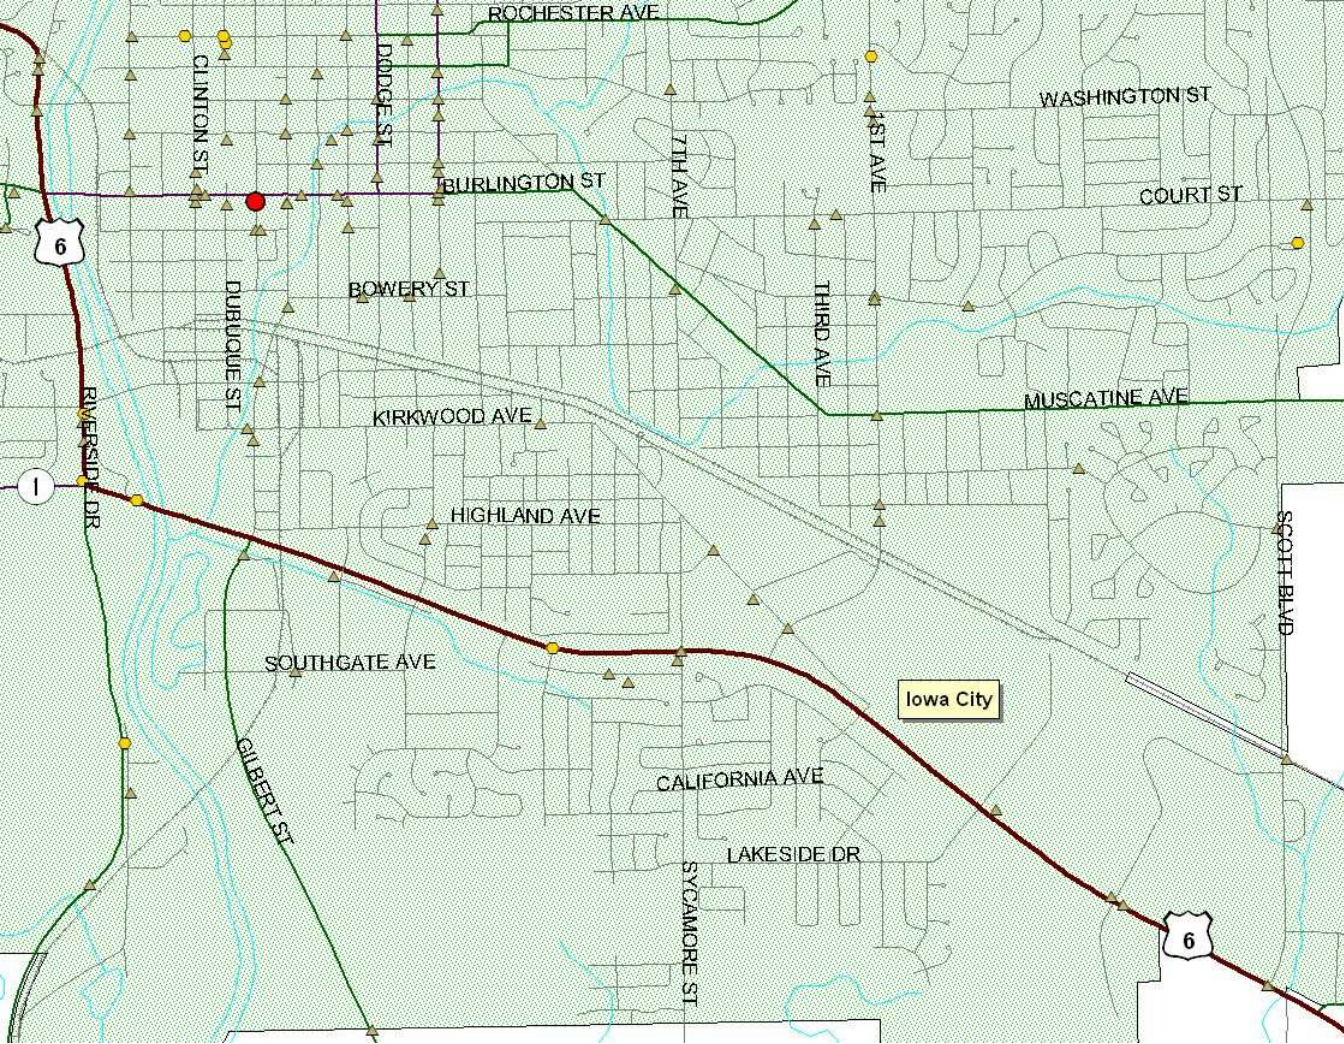 ROCHESTER AVE
CLINTON ST
DODGE ST
WASHINGTON ST
1ST AVE
7TH AVE
BURLINGTON ST
COURT ST
6
BOWERY ST
DUBUQUE ST
THIRD AVE
MUSCATINE AVE
RIVERSIDE DR
KIRKWOOD AVE
1
HIGHLAND AVE
SCOTT BLVD
SOUTHGATE AVE
Iowa City
GILBERT ST
CALIFORNIA AVE
LAKESIDE DR
SYCAMORE ST
6